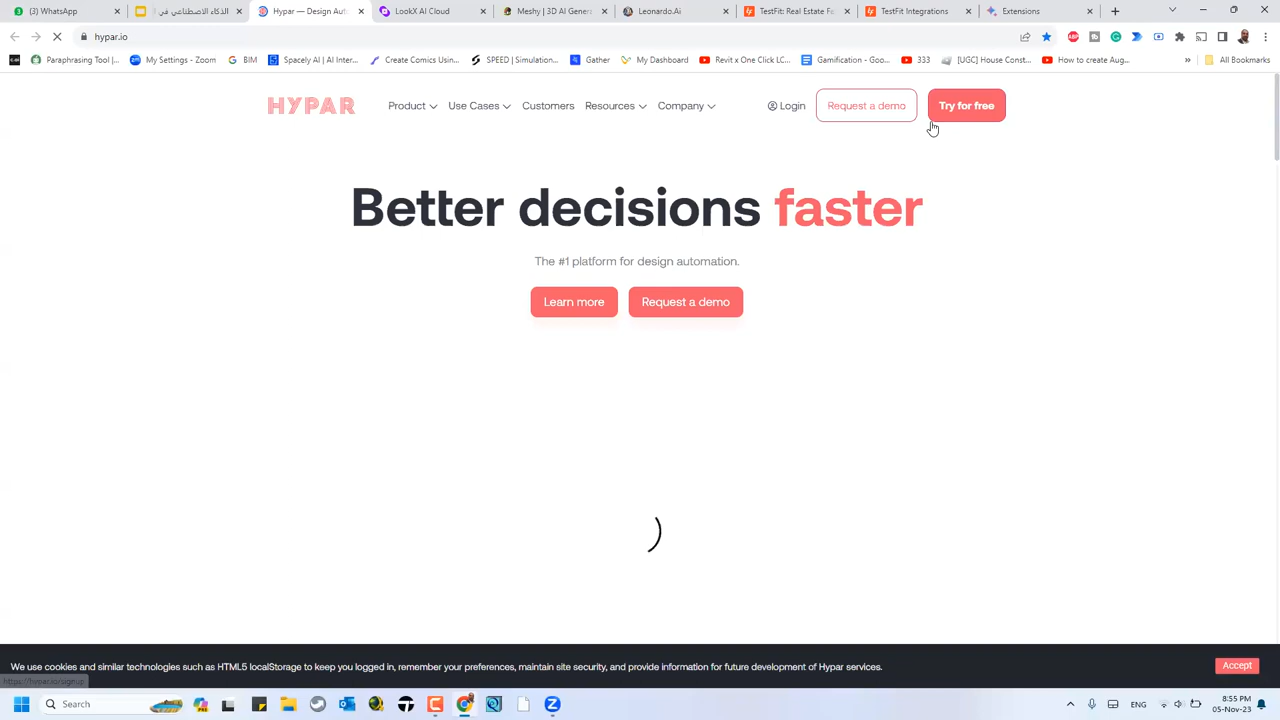 (3) WhatsApp
الذكاء الاصطناعي في
Hypar — Design Aut
LookX AI Cloud
Meshy | 3D AI Genera
Leonardo.Ai
TestFit: Real Estate Fe
TestFit Integrations
Extensions
hypar.io
Paraphrasing Tool |...
My Settings - Zoom
BIM
Spacely AI | AI Inter...
Create Comics Using...
SPEED | Simulation...
Gather
My Dashboard
Revit x One Click LC...
Gamification - Goo...
333
[UGC] House Const...
How to create Aug...
»
All Bookmarks
HYPAR
Product
Use Cases
Customers
Resources
Company
Login
Request a demo
Try for free
Better decisions faster
The #1 platform for design automation.
Learn more
Request a demo
We use cookies and similar technologies such as HTML5 localStorage to keep you logged in, remember your preferences, maintain site security, and provide information for future development of Hypar services.
Accept
https://hypar.io/signup
Search
8:55 PM
05-Nov-23